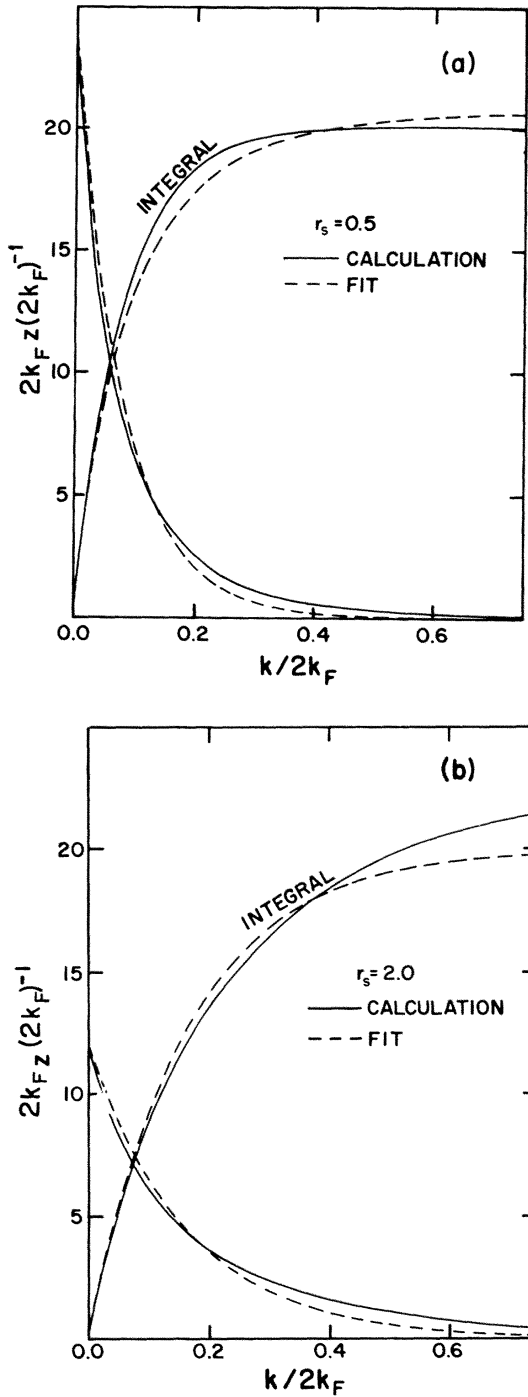 (a)
20
15
10
5
INTEGRAL
r_s = 0.5
CALCULATION
FIT
2k_F z (2k_F)^-1
0.0 0.2 0.4 0.6
k/2k_F
(b)
20
15
10
5
INTEGRAL
r_s = 2.0
CALCULATION
FIT
2k_F z (2k_F)^-1
0.0 0.2 0.4 0.6
k/2k_F